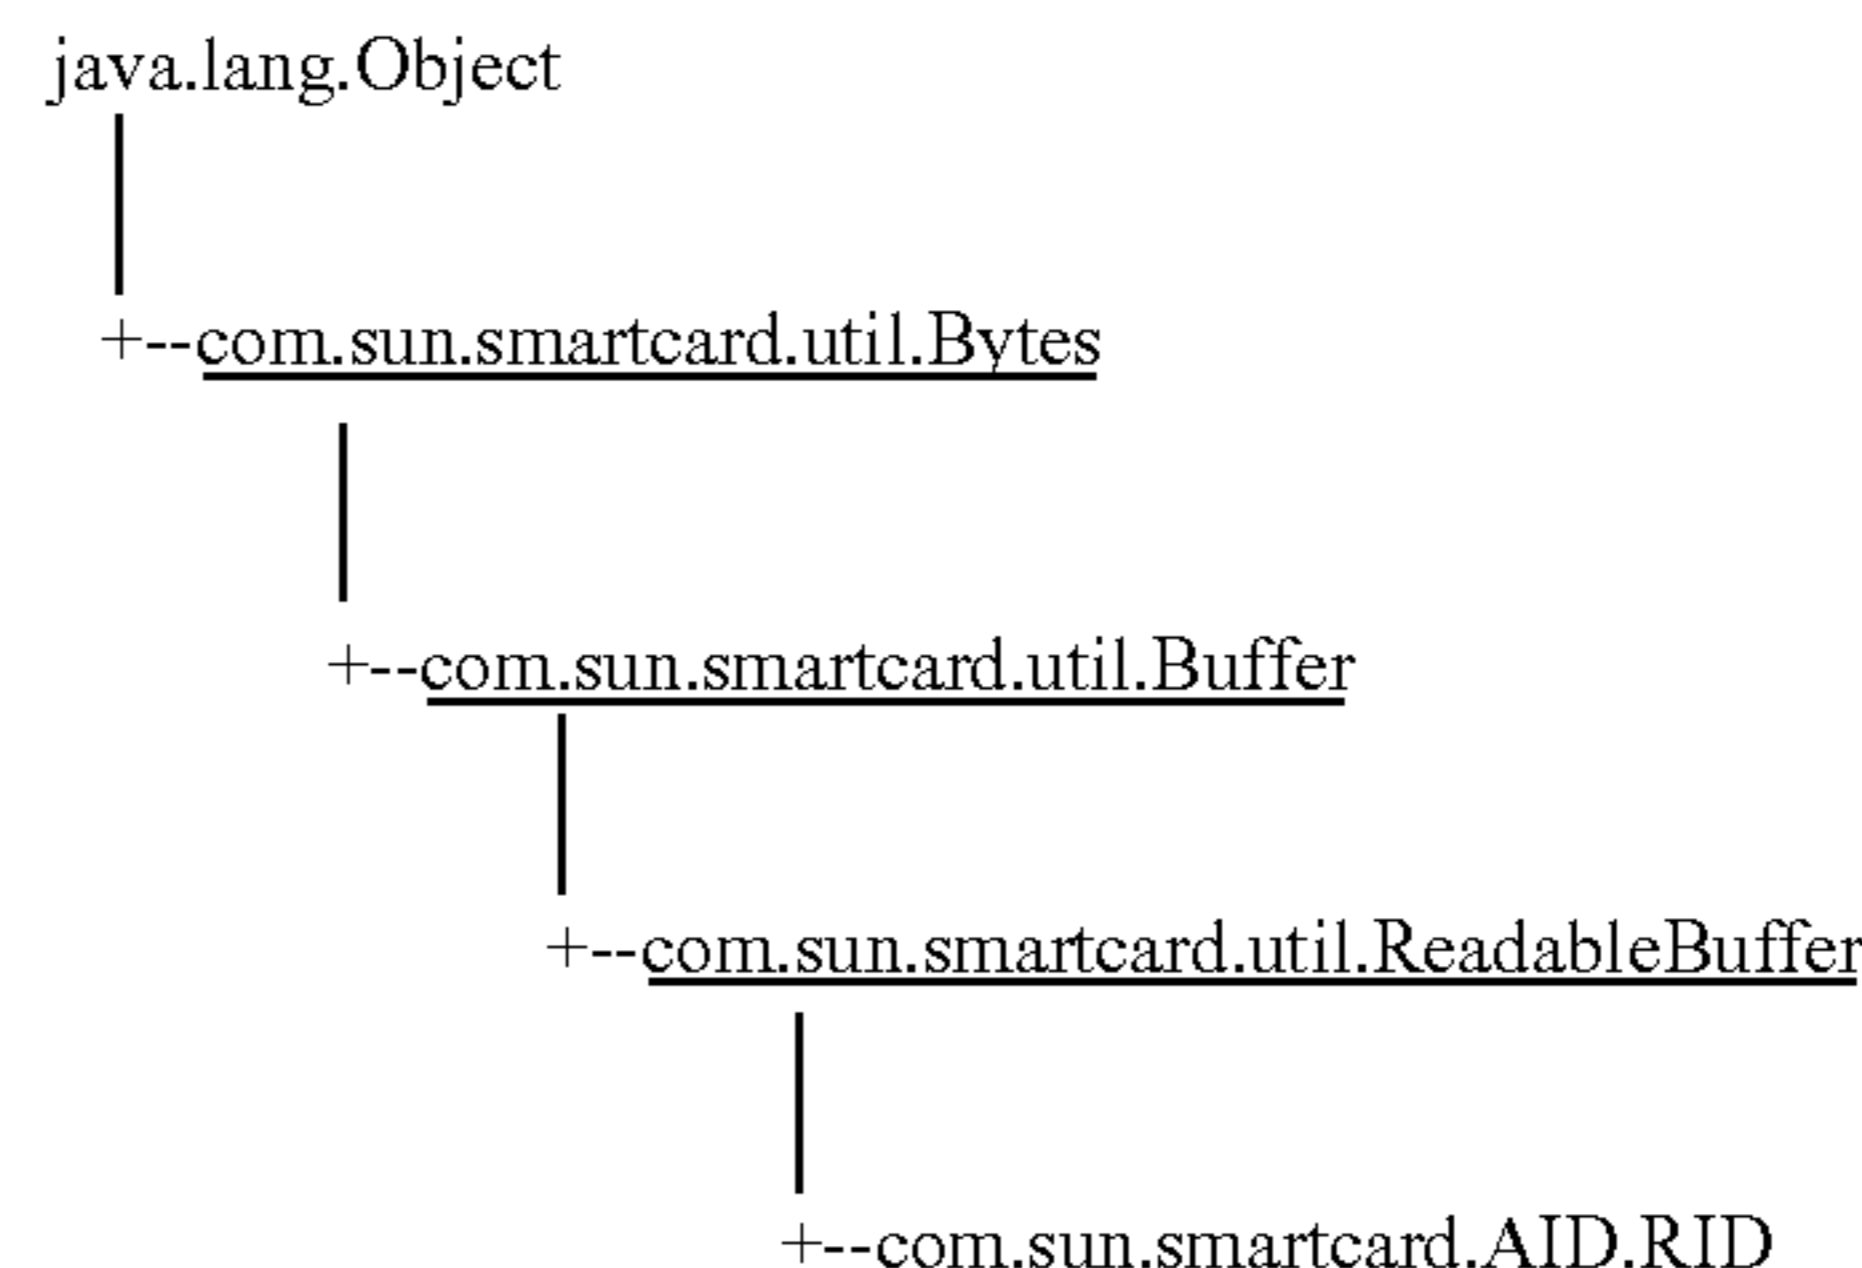 java.lang.Object
+--com.sun.smartcard.util.Bytes
+--com.sun.smartcard.util.Buffer
+--com.sun.smartcard.util.ReadableBuffer
+--com.sun.smartcard.AID.RID